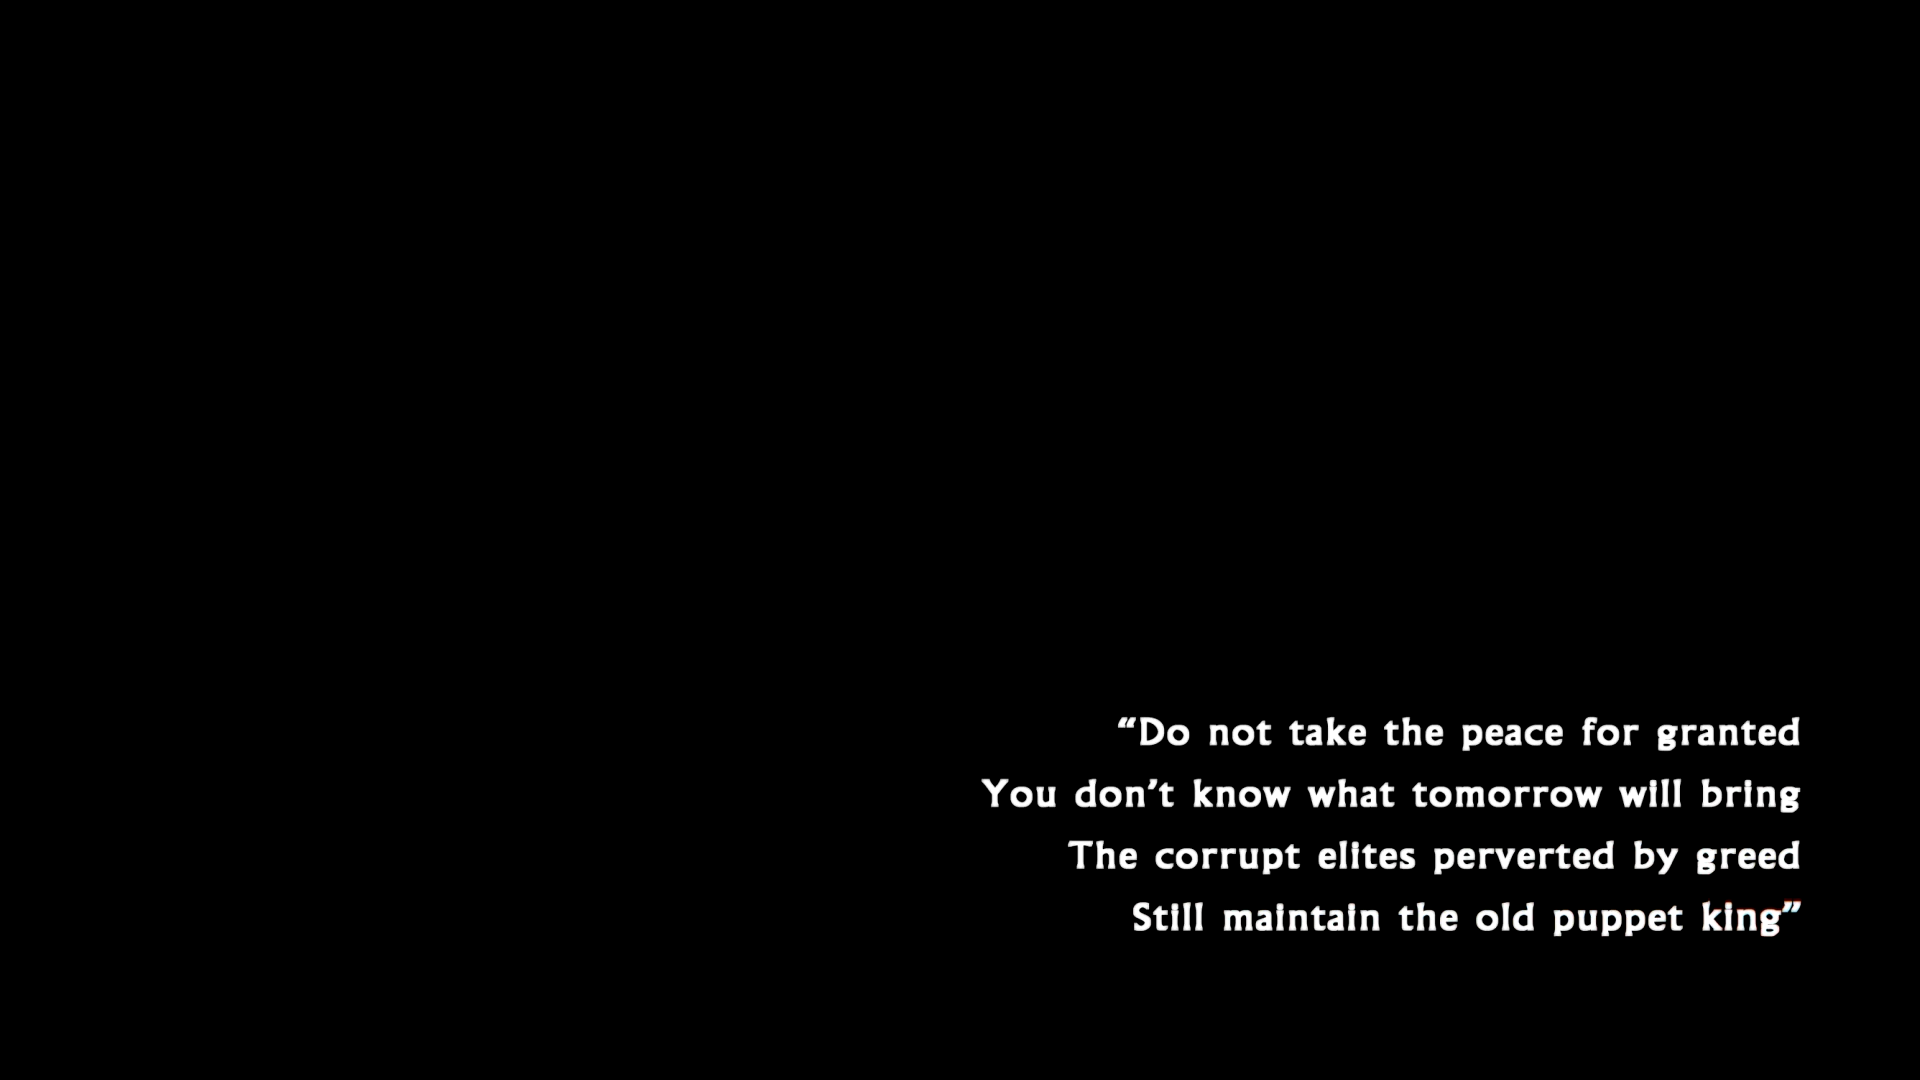 “Do not take the peace for granted
You don’t know what tomorrow will bring
The corrupt elites perverted by greed
Still maintain the old puppet king”